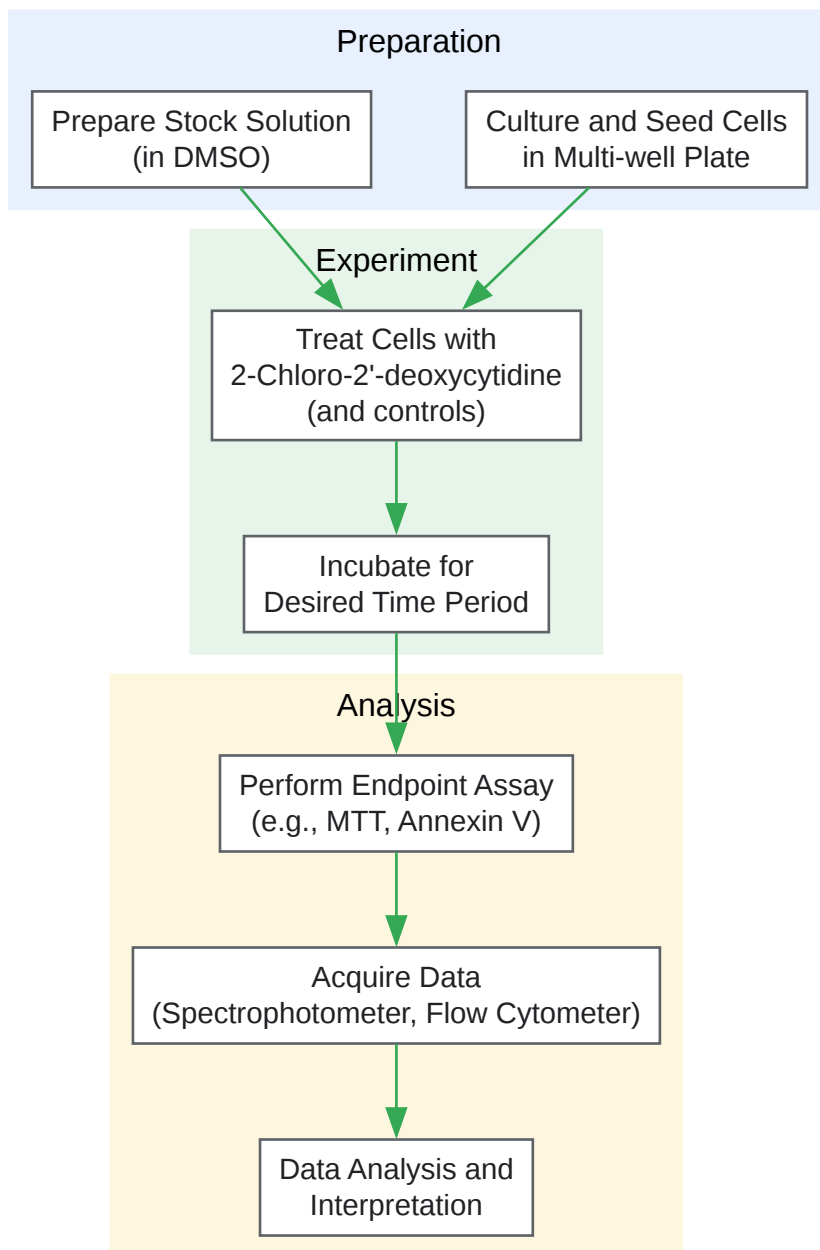 Preparation
Prepare Stock Solution
(in DMSO)
Culture and Seed Cells
in Multi-well Plate
Experiment
Treat Cells with
2-Chloro-2'-deoxycytidine
(and controls)
Incubate for
Desired Time Period
Analysis
Perform Endpoint Assay
(e.g., MTT, Annexin V)
Acquire Data
(Spectrophotometer, Flow Cytometer)
Data Analysis and
Interpretation